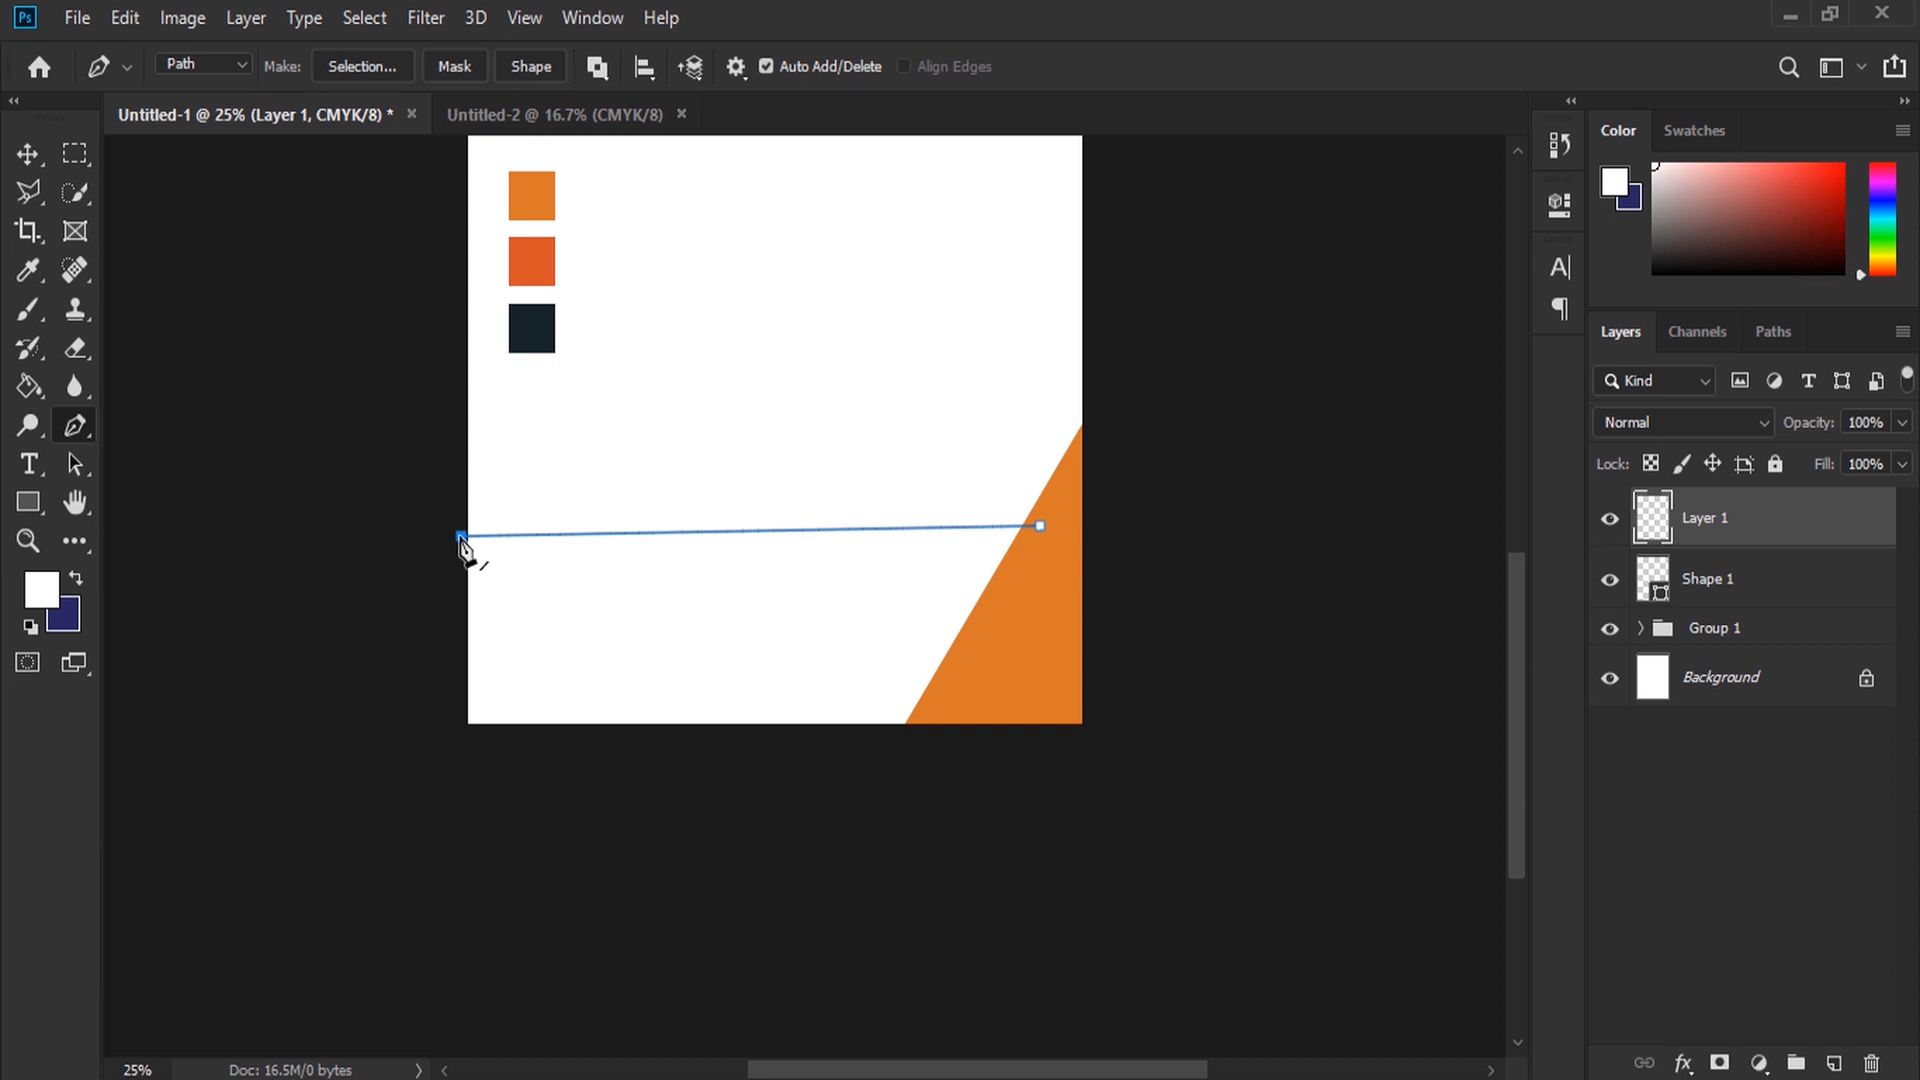 Ps File Edit Image Layer Type Select Filter 3D View Window Help
Path Make: Selection... Mask Shape Auto Add/Delete Align Edges
Untitled-1 @ 25% (Layer 1, CMYK/8) * × Untitled-2 @ 16.7% (CMYK/8) ×
Color Swatches
Layers Channels Paths
Kind
Normal Opacity: 100%
Lock: Fill: 100%
Layer 1
Shape 1
Group 1
Background
25% Doc: 16.5M/0 bytes